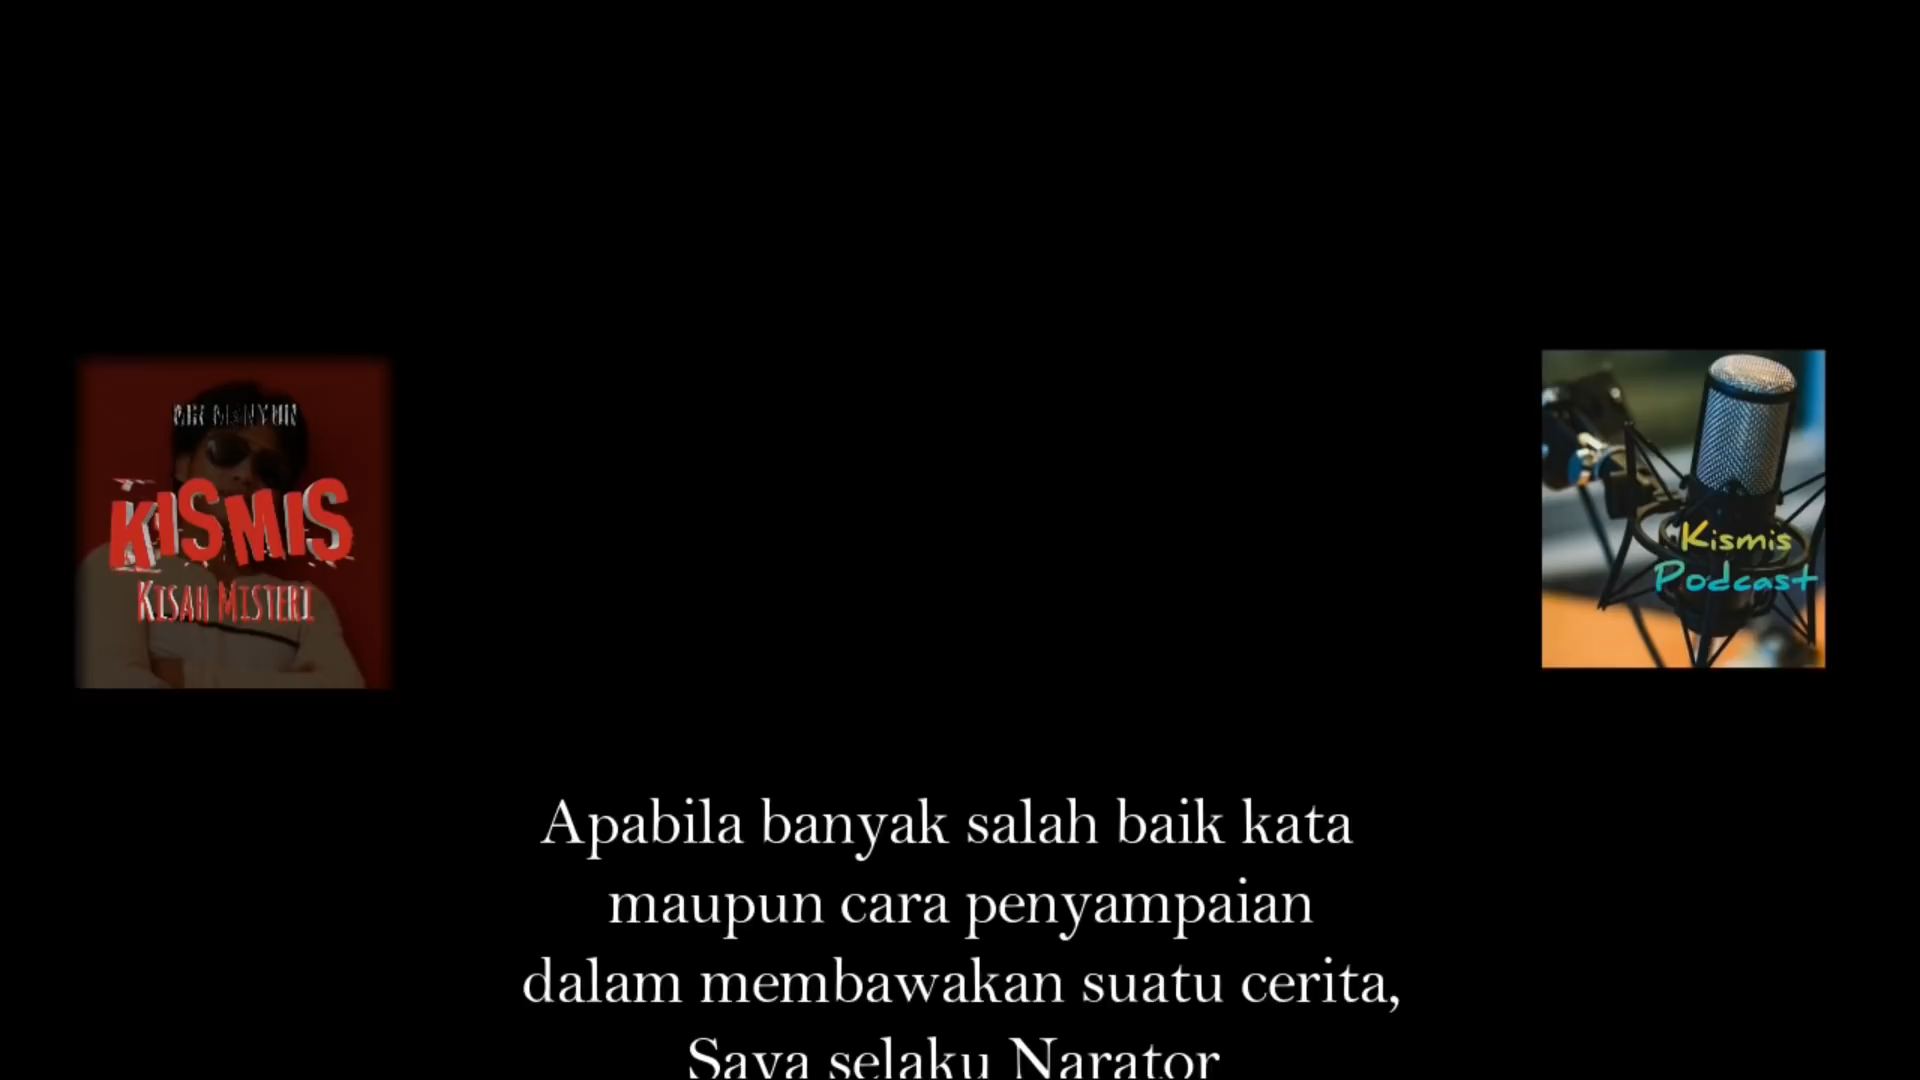 KISMIS
KISAH MISTERI
Kismis
Podcast
Apabila banyak salah baik kata
maupun cara penyampaian
dalam membawakan suatu cerita,
Saya selaku Narator